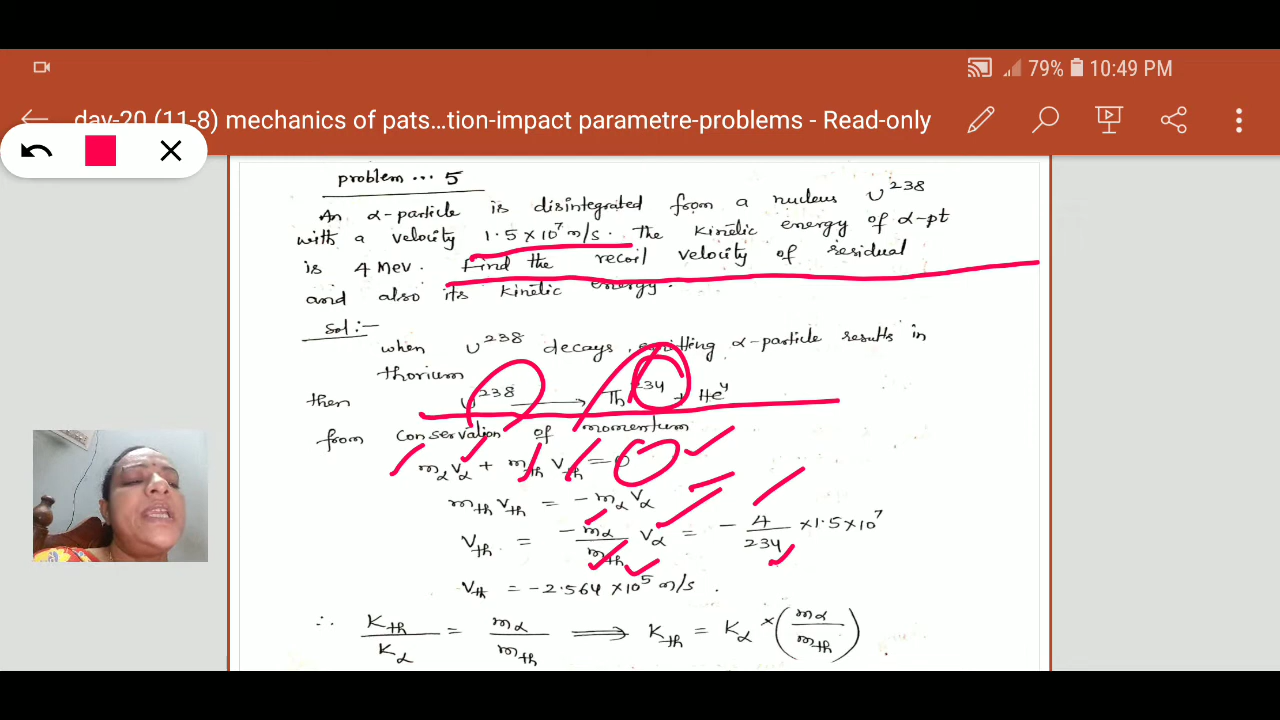 79% 10:49 PM
day-20 (11-8) mechanics of pats...tion-impact parametre-problems - Read-only
problem ... 5
An α-particle is disintegrated from a nucleus U²³⁸
with a velocity 1.5×10⁷ m/s. The kinetic energy of α-pt
is 4 Mev. Find the recoil velocity of residual
and also its kinetic energy.
Sol :-
when U²³⁸ decays emitting α-particle results in
thorium
then U²³⁸ → Th²³⁴ + He⁴
from conservation of momentum
m_α v_α + m_th v_th = 0
m_th v_th = - m_α v_α
v_th = - m_α/m_th v_α = - 4/234 ×1.5×10⁷
v_th = -2.564 ×10⁵ m/s .
∴ K_th/K_α = m_α/m_th ⟹ K_th = K_α × (m_α/m_th)